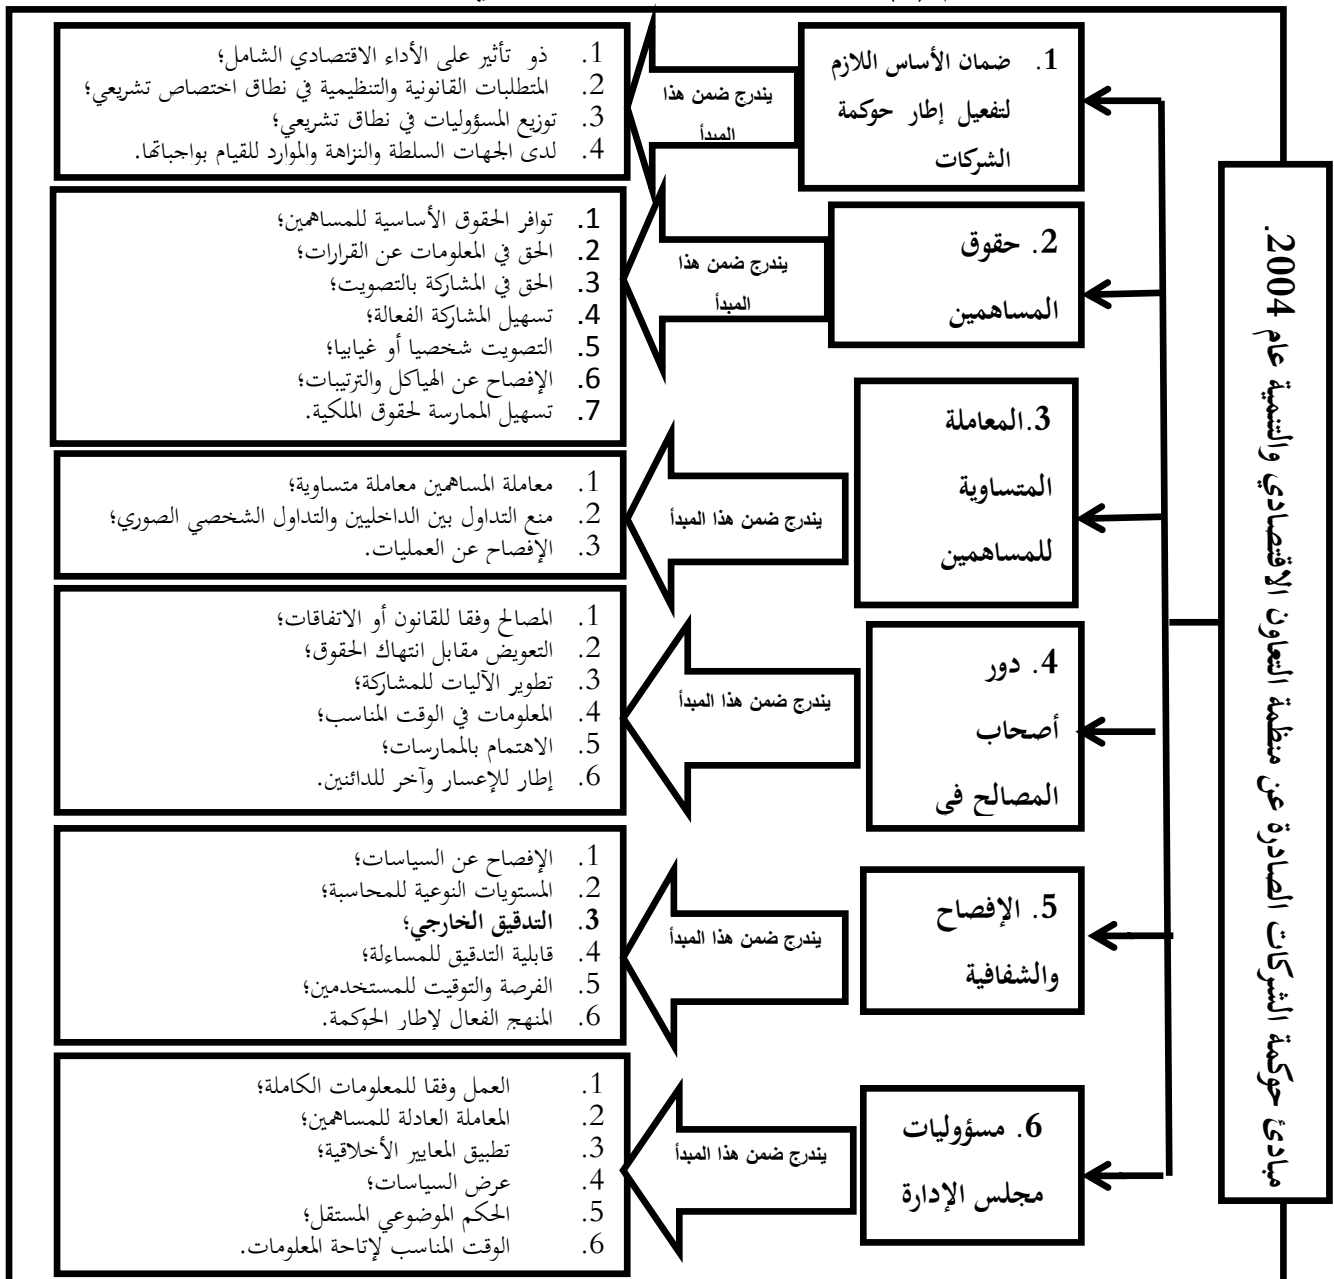 مبادئ حوكمة الشركات الصادرة عن منظمة التعاون الاقتصادي والتنمية عام 2004.
1. ضمان الأساس اللازم
لتفعيل إطار حوكمة
الشركات
يندرج ضمن هذا
المبدأ
1. ذو تأثير على الأداء الاقتصادي الشامل؛
2. المتطلبات القانونية والتنظيمية في نطاق اختصاص تشريعي؛
3. توزيع المسؤوليات في نطاق تشريعي؛
4. لدى الجهات السلطة والنزاهة والموارد للقيام بواجباتها.
2. حقوق
المساهمين
يندرج ضمن هذا
المبدأ
1. توافر الحقوق الأساسية للمساهمين؛
2. الحق في المعلومات عن القرارات؛
3. الحق في المشاركة بالتصويت؛
4. تسهيل المشاركة الفعالة؛
5. التصويت شخصيا أو غيابيا؛
6. الإفصاح عن الهياكل والترتيبات؛
7. تسهيل الممارسة لحقوق الملكية.
3.المعاملة
المتساوية
للمساهمين
يندرج ضمن هذا المبدأ
1. معاملة المساهمين معاملة متساوية؛
2. منع التداول بين الداخليين والتداول الشخصي الصوري؛
3. الإفصاح عن العمليات.
4. دور
أصحاب
المصالح في
يندرج ضمن هذا المبدأ
1. المصالح وفقا للقانون أو الاتفاقات؛
2. التعويض مقابل انتهاك الحقوق؛
3. تطوير الآليات للمشاركة؛
4. المعلومات في الوقت المناسب؛
5. الاهتمام بالممارسات؛
6. إطار للإعسار وآخر للدائنين.
5. الإفصاح
والشفافية
يندرج ضمن هذا المبدأ
1. الإفصاح عن السياسات؛
2. المستويات النوعية للمحاسبة؛
3. التدقيق الخارجي؛
4. قابلية التدقيق للمساءلة؛
5. الفرصة والتوقيت للمستخدمين؛
6. المنهج الفعال لإطار الحوكمة.
6. مسؤوليات
مجلس الإدارة
يندرج ضمن هذا المبدأ
1. العمل وفقا للمعلومات الكاملة؛
2. المعاملة العادلة للمساهمين؛
3. تطبيق المعايير الأخلاقية؛
4. عرض السياسات؛
5. الحكم الموضوعي المستقل؛
6. الوقت المناسب لإتاحة المعلومات.